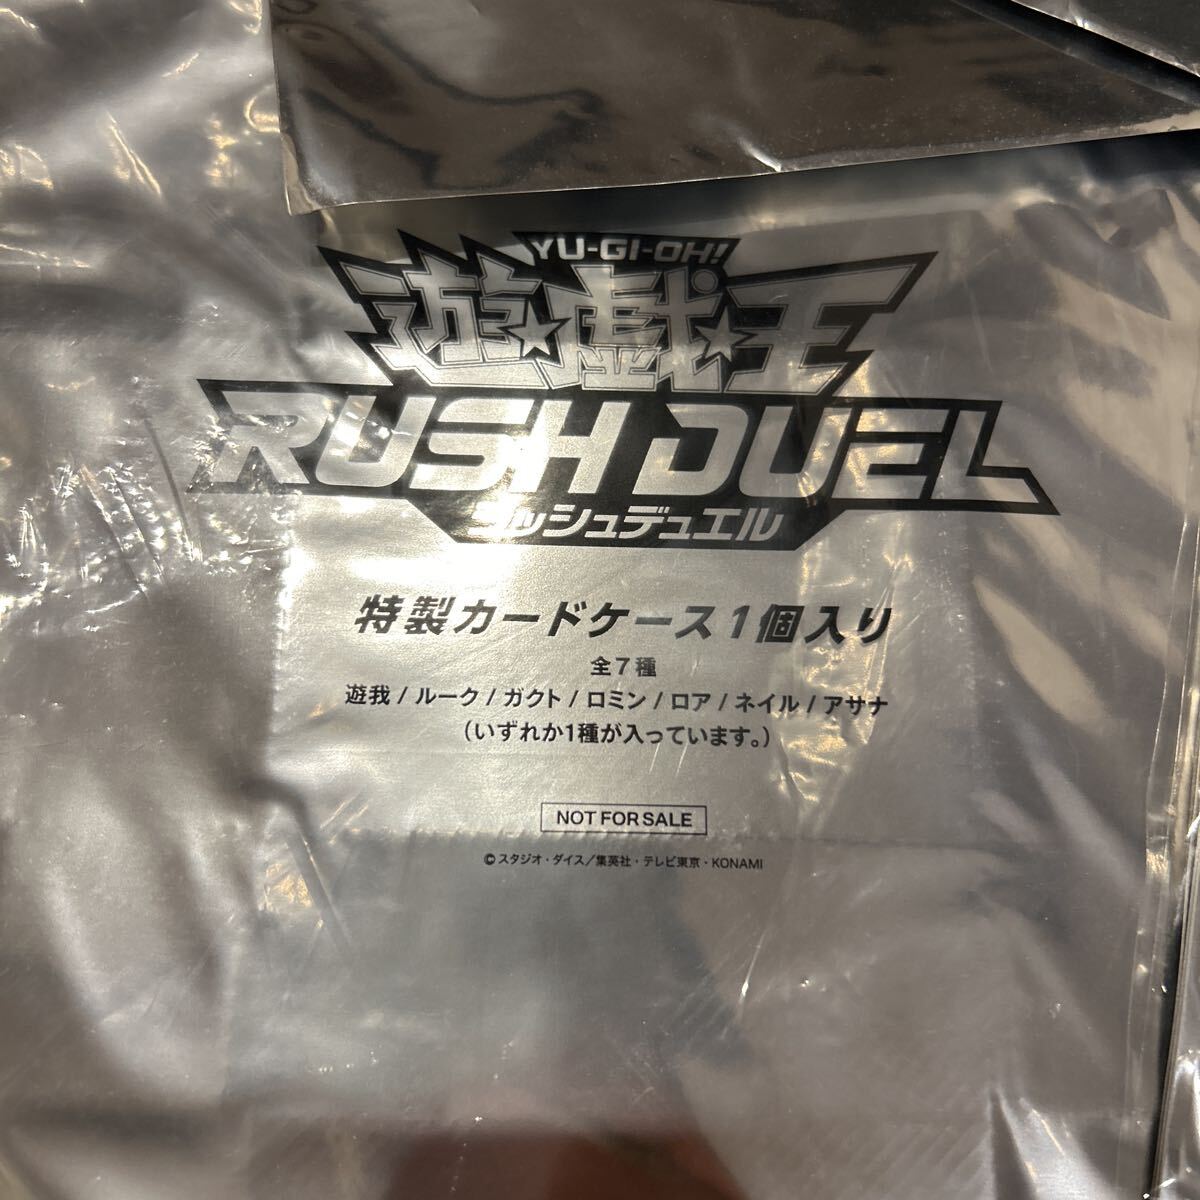 YU-GI-OH!
遊☆戯☆王
RUSH DUEL
ラッシュデュエル
特製カードケース1個入り
全7種
遊我/ルーク/ガクト/ロミン/ロア/ネイル/アサナ
(いずれか1種が入っています。)
NOT FOR SALE
©スタジオ・ダイス/集英社・テレビ東京・KONAMI